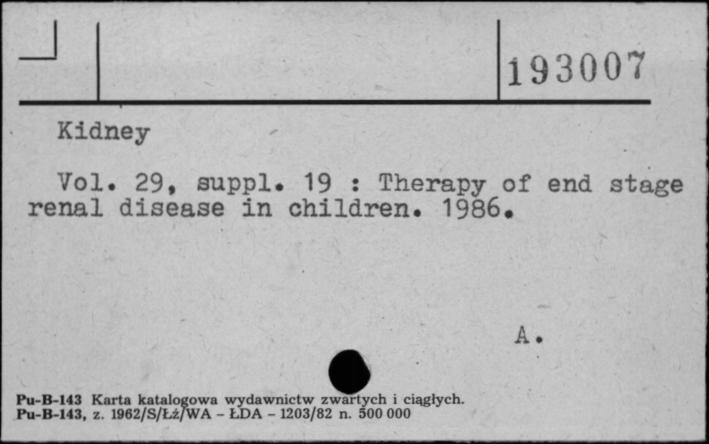 193007
Kidney
Vol. 29, suppl. 19 : Therapy of end stage
renal disease in children. 1986.
A.
Pu-B-143 Karta katalogowa wydawnictw zwartych i ciągłych.
Pu-B-143, z. 1962/S/Łż/WA – ŁDA – 1203/82 n. 500 000